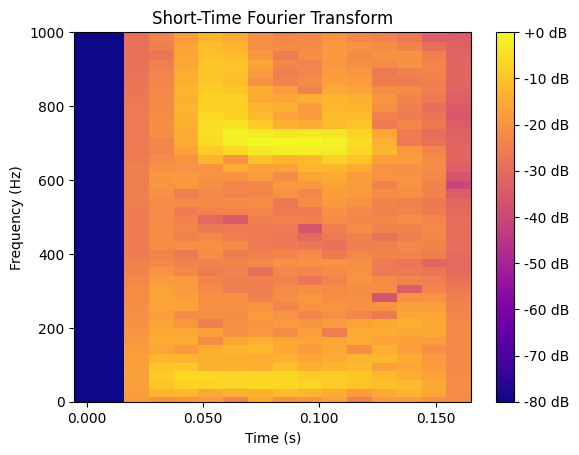 Short-Time Fourier Transform
1000
800
600
400
200
0
Frequency (Hz)
0.000
0.050
0.100
0.150
Time (s)
+0 dB
-10 dB
-20 dB
-30 dB
-40 dB
-50 dB
-60 dB
-70 dB
-80 dB